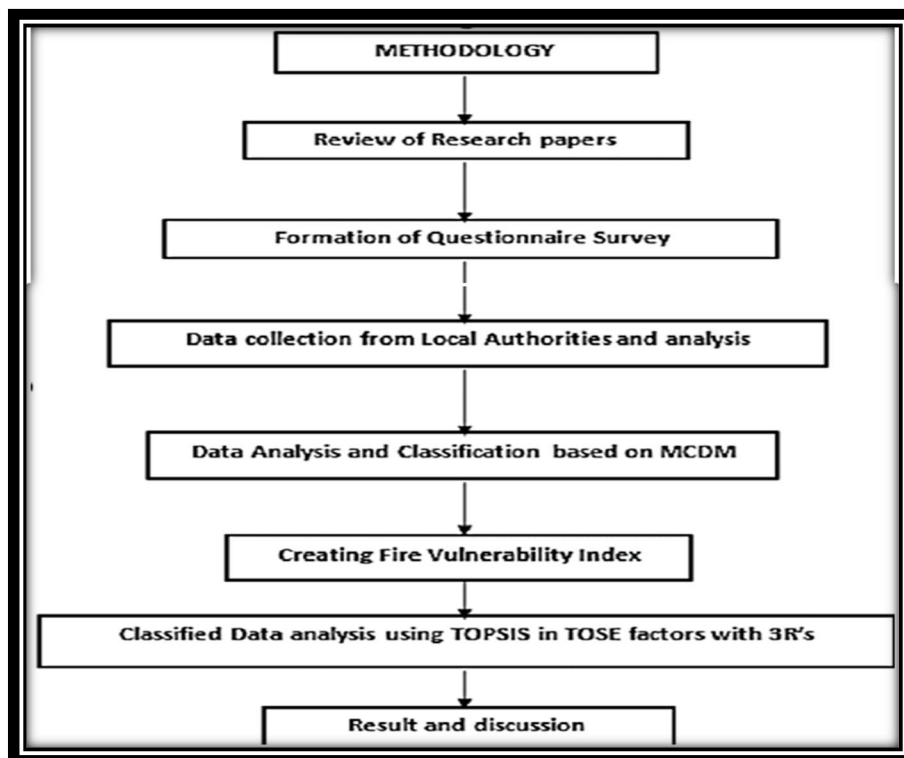 METHODOLOGY
Review of Research papers
Formation of Questionnaire Survey
Data collection from Local Authorities and analysis
Data Analysis and Classification based on MCDM
Creating Fire Vulnerability Index
Classified Data analysis using TOPSIS in TOSE factors with 3R's
Result and discussion